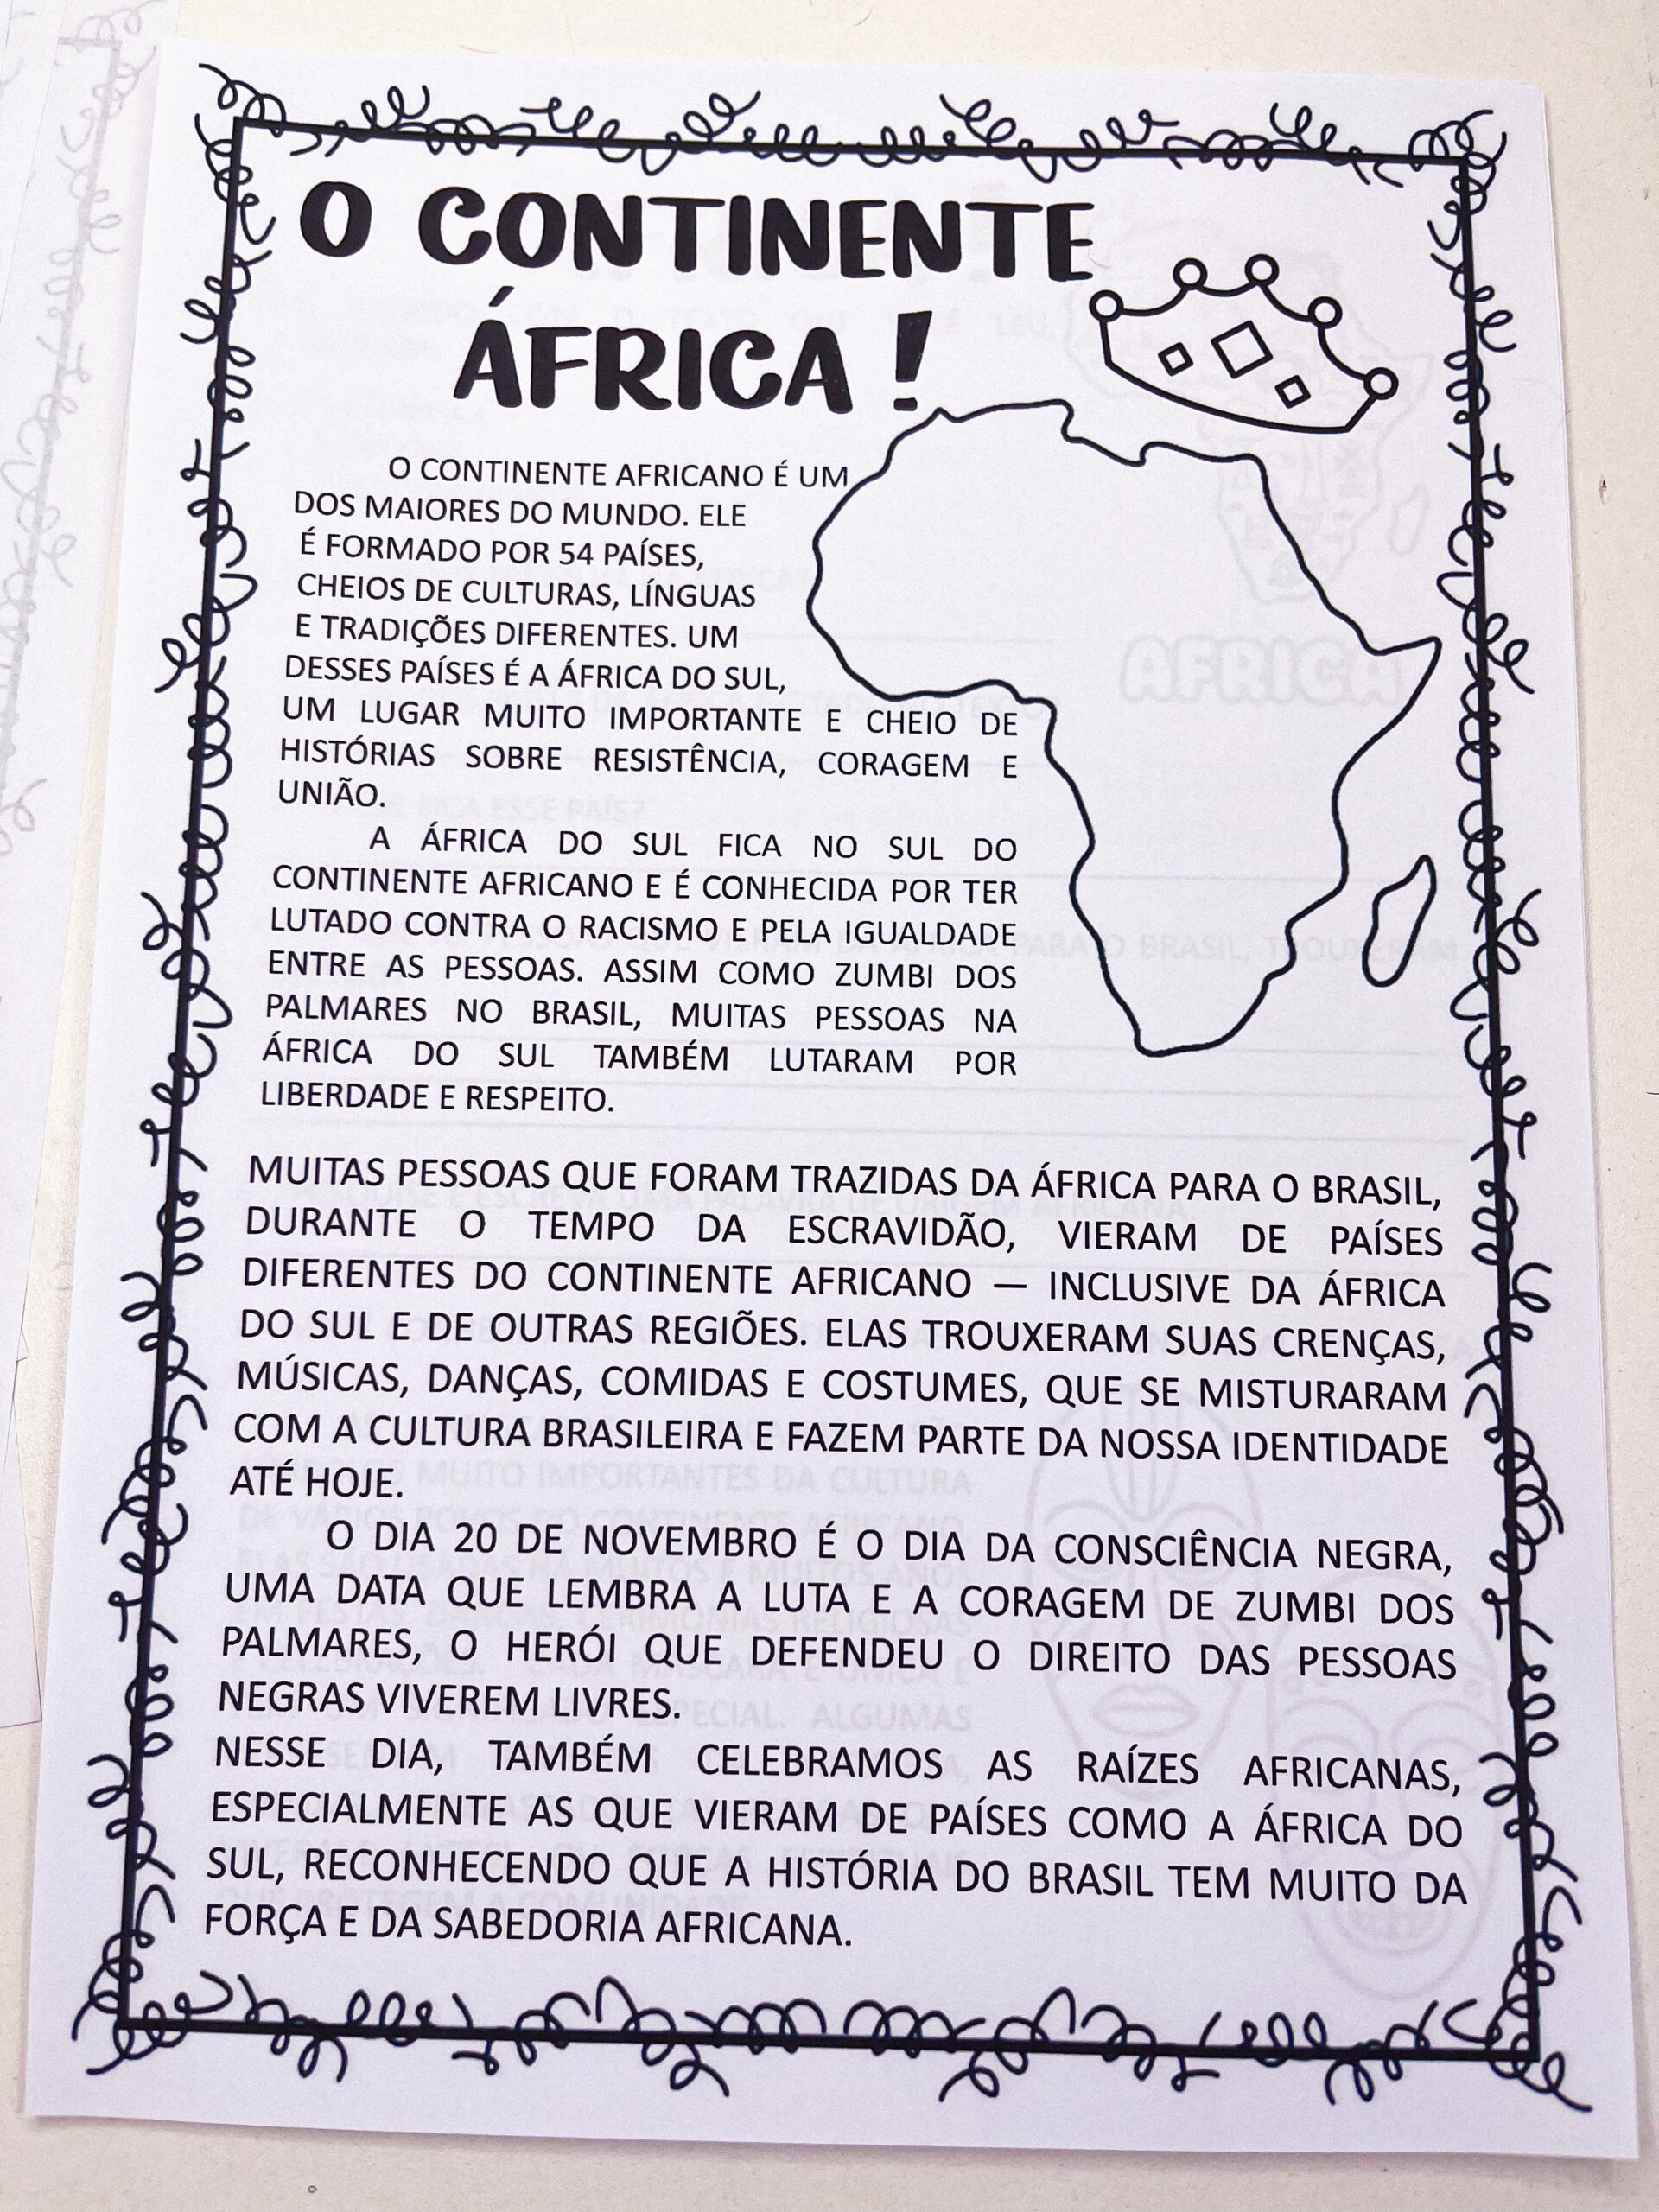 O CONTINENTE
ÁFRICA !
O CONTINENTE AFRICANO É UM
DOS MAIORES DO MUNDO. ELE
É FORMADO POR 54 PAÍSES,
CHEIOS DE CULTURAS, LÍNGUAS
E TRADIÇÕES DIFERENTES. UM
DESSES PAÍSES É A ÁFRICA DO SUL,
UM LUGAR MUITO IMPORTANTE E CHEIO DE
HISTÓRIAS SOBRE RESISTÊNCIA, CORAGEM E
UNIÃO.
A ÁFRICA DO SUL FICA NO SUL DO
CONTINENTE AFRICANO E É CONHECIDA POR TER
LUTADO CONTRA O RACISMO E PELA IGUALDADE
ENTRE AS PESSOAS. ASSIM COMO ZUMBI DOS
PALMARES NO BRASIL, MUITAS PESSOAS NA
ÁFRICA DO SUL TAMBÉM LUTARAM POR
LIBERDADE E RESPEITO.
MUITAS PESSOAS QUE FORAM TRAZIDAS DA ÁFRICA PARA O BRASIL,
DURANTE O TEMPO DA ESCRAVIDÃO, VIERAM DE PAÍSES
DIFERENTES DO CONTINENTE AFRICANO — INCLUSIVE DA ÁFRICA
DO SUL E DE OUTRAS REGIÕES. ELAS TROUXERAM SUAS CRENÇAS,
MÚSICAS, DANÇAS, COMIDAS E COSTUMES, QUE SE MISTURARAM
COM A CULTURA BRASILEIRA E FAZEM PARTE DA NOSSA IDENTIDADE
ATÉ HOJE.
O DIA 20 DE NOVEMBRO É O DIA DA CONSCIÊNCIA NEGRA,
UMA DATA QUE LEMBRA A LUTA E A CORAGEM DE ZUMBI DOS
PALMARES, O HERÓI QUE DEFENDEU O DIREITO DAS PESSOAS
NEGRAS VIVEREM LIVRES.
NESSE DIA, TAMBÉM CELEBRAMOS AS RAÍZES AFRICANAS,
ESPECIALMENTE AS QUE VIERAM DE PAÍSES COMO A ÁFRICA DO
SUL, RECONHECENDO QUE A HISTÓRIA DO BRASIL TEM MUITO DA
FORÇA E DA SABEDORIA AFRICANA.